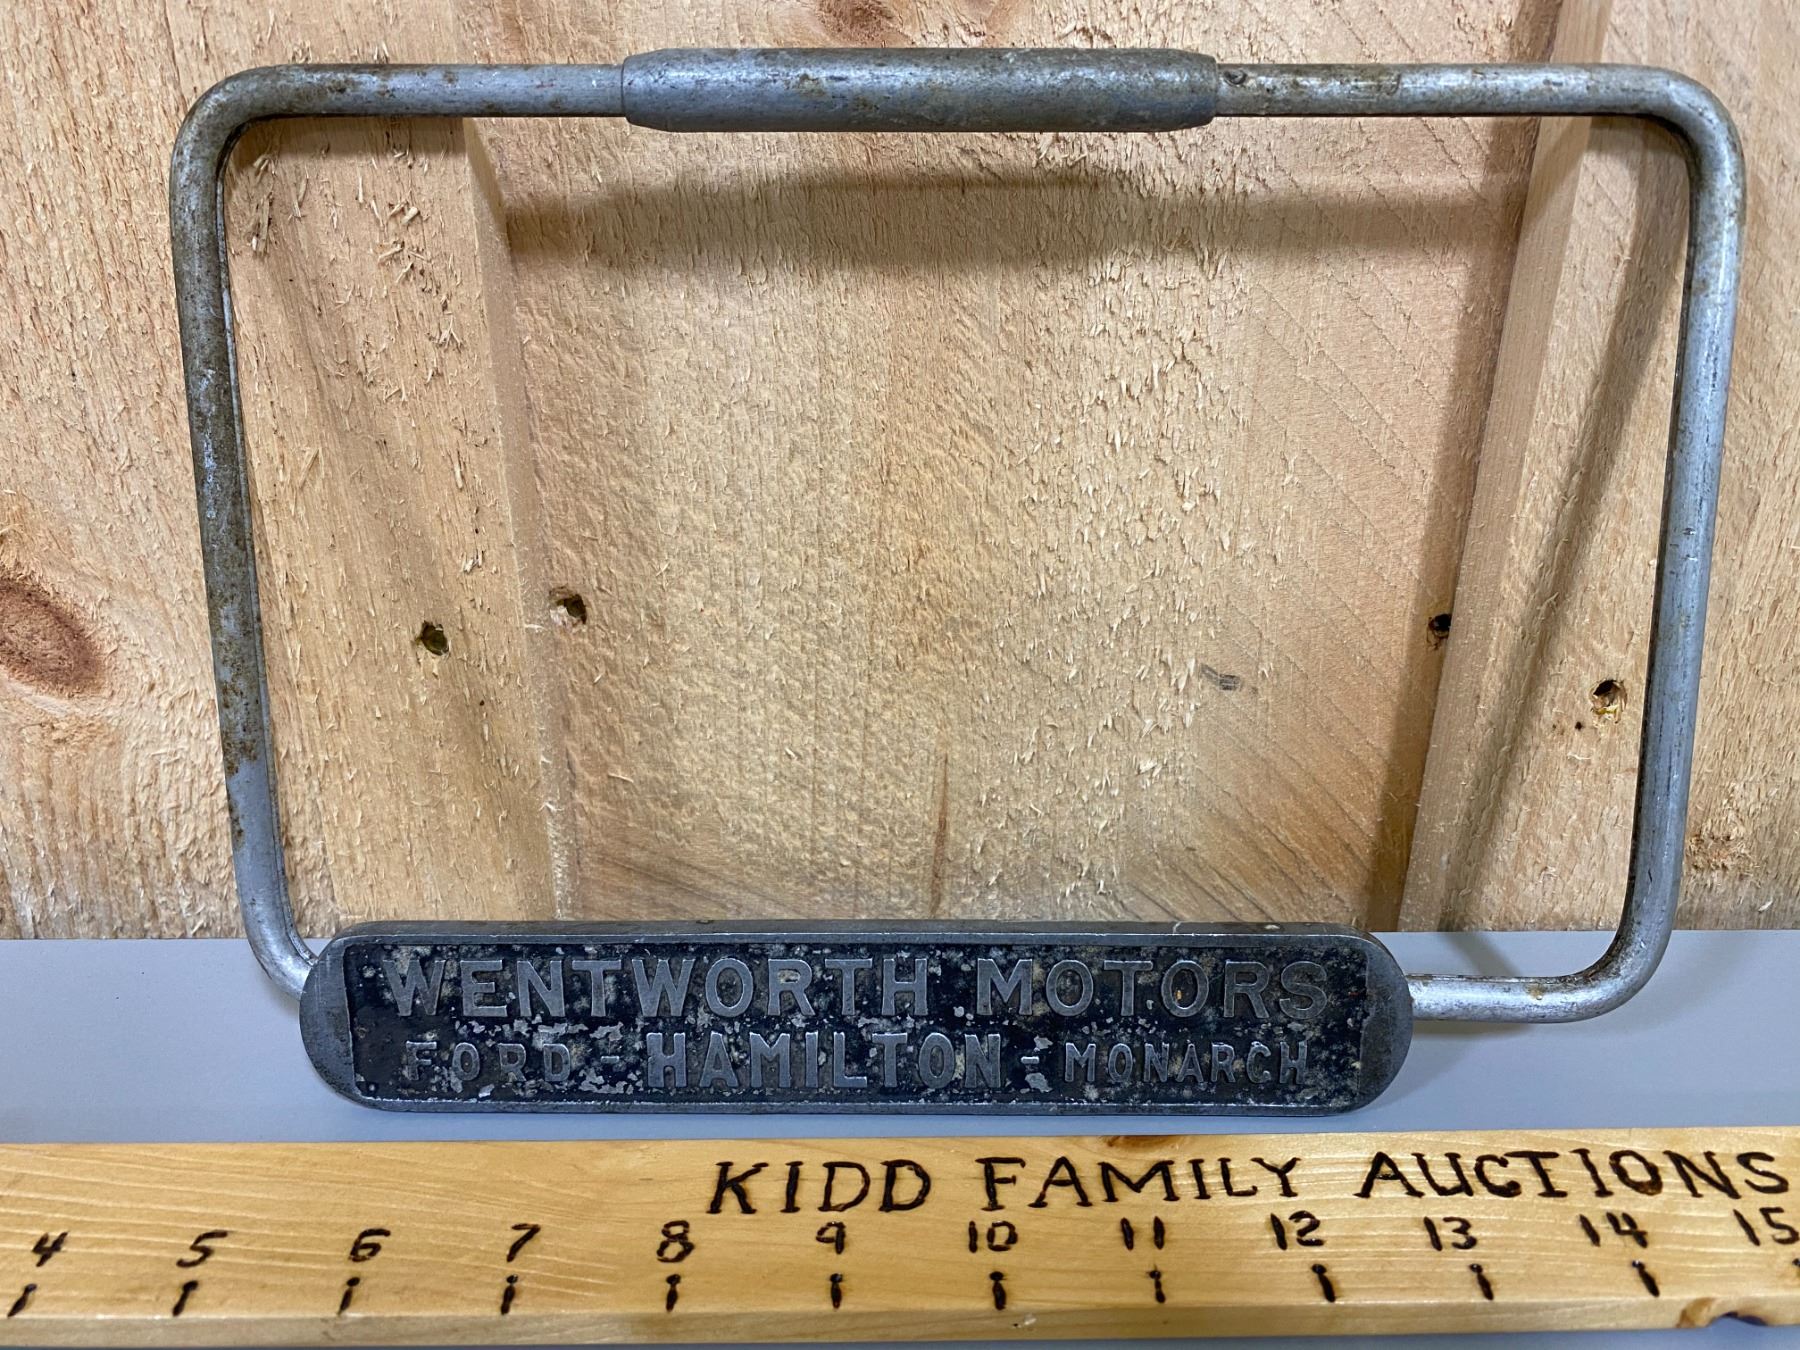 WENTWORTH MOTORS
FORD - HAMILTON - MONARCH
KIDD FAMILY AUCTIONS
4 5 6 7 8 9 10 11 12 13 14 15